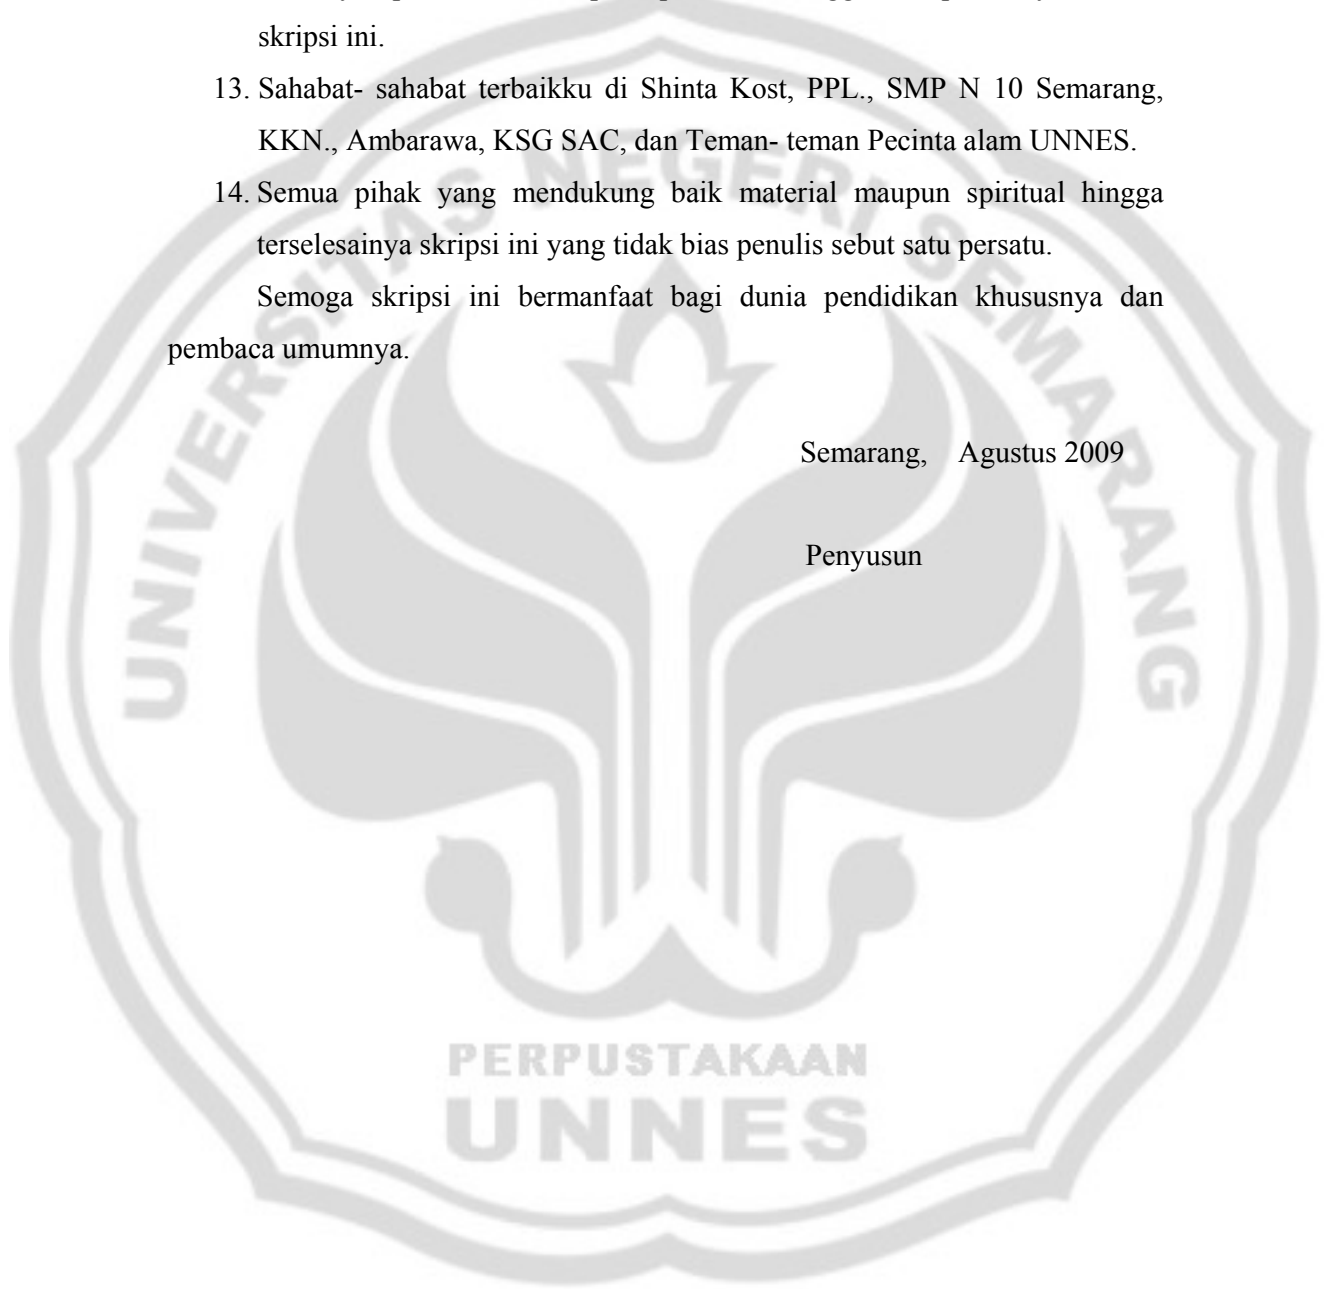 skripsi ini.
13. Sahabat- sahabat terbaikku di Shinta Kost, PPL., SMP N 10 Semarang,
KKN., Ambarawa, KSG SAC, dan Teman- teman Pecinta alam UNNES.
14. Semua pihak yang mendukung baik material maupun spiritual hingga
terselesainya skripsi ini yang tidak bias penulis sebut satu persatu.
Semoga skripsi ini bermanfaat bagi dunia pendidikan khususnya dan
pembaca umumnya.
Semarang, Agustus 2009
Penyusun
UNIVERSITAS NEGERI SEMARANG
PERPUSTAKAAN
UNNES